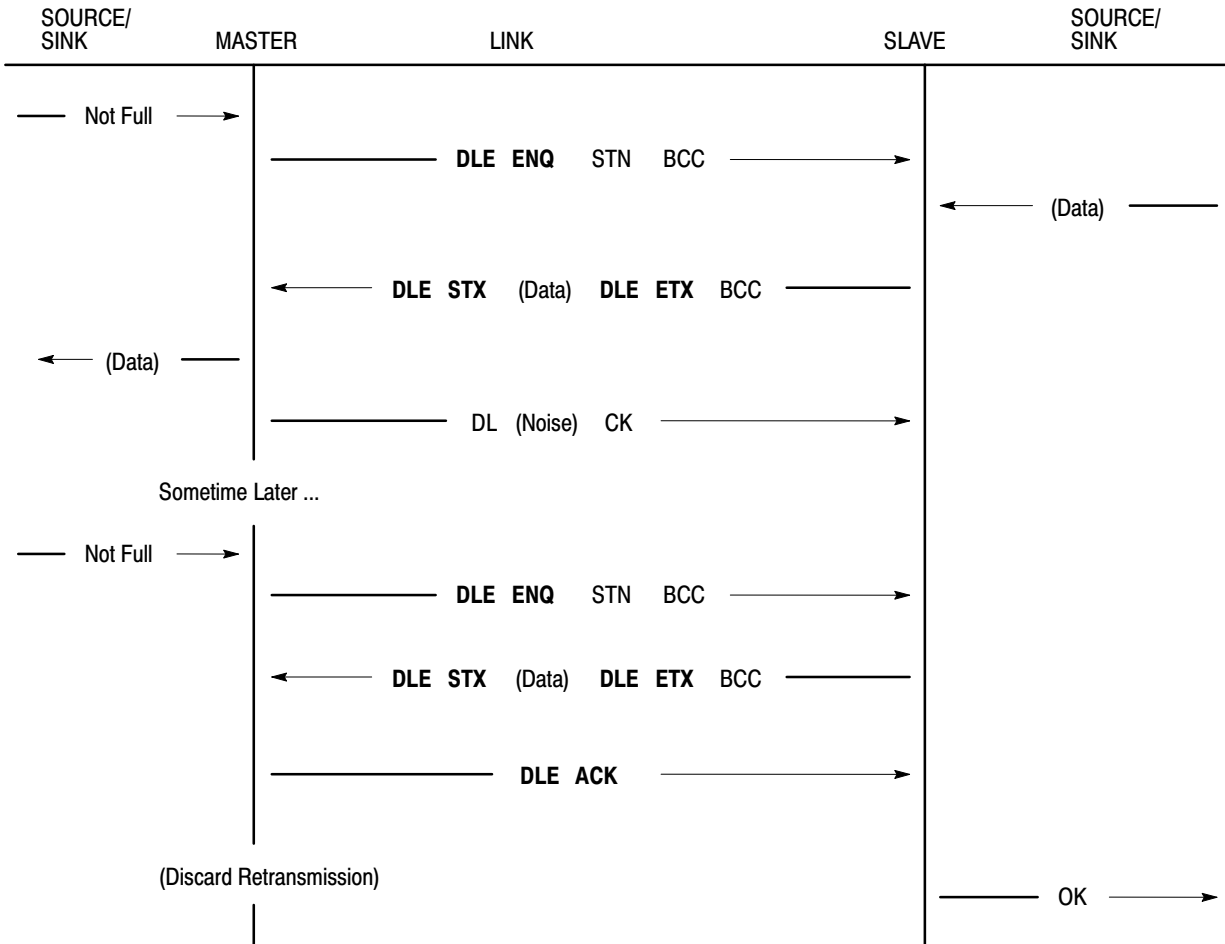 SOURCE/
SINK
MASTER
LINK
SLAVE
SOURCE/
SINK
Not Full
DLE ENQ STN BCC
(Data)
DLE STX (Data) DLE ETX BCC
(Data)
DL (Noise) CK
Sometime Later ...
Not Full
DLE ENQ STN BCC
DLE STX (Data) DLE ETX BCC
DLE ACK
(Discard Retransmission)
OK